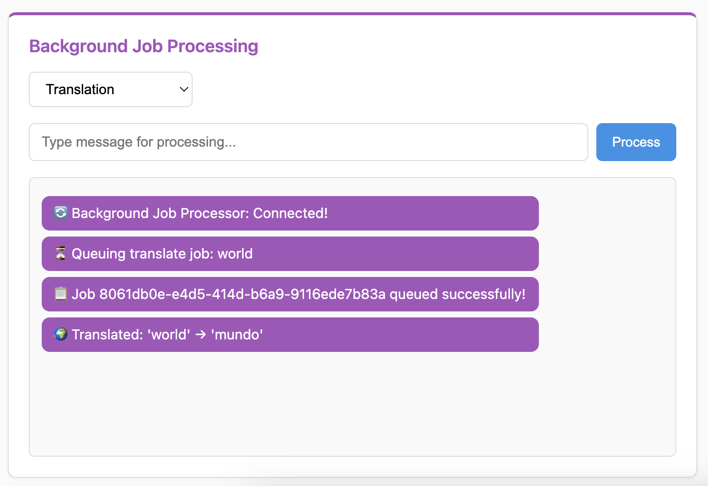 Background Job Processing
Translation
Type message for processing...
Process
🔄 Background Job Processor: Connected!
⏳ Queuing translate job: world
📋 Job 8061db0e-e4d5-414d-b6a9-9116ede7b83a queued successfully!
🌍 Translated: 'world' → 'mundo'